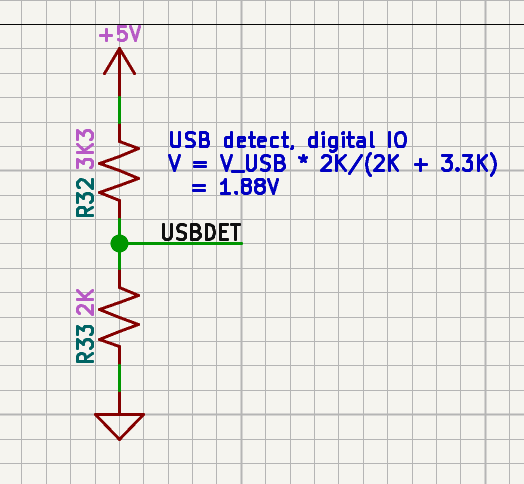 +5V
R32 3K3
USB detect, digital IO
V = V_USB * 2K/(2K + 3.3K)
= 1.88V
USBDET
R33 2K